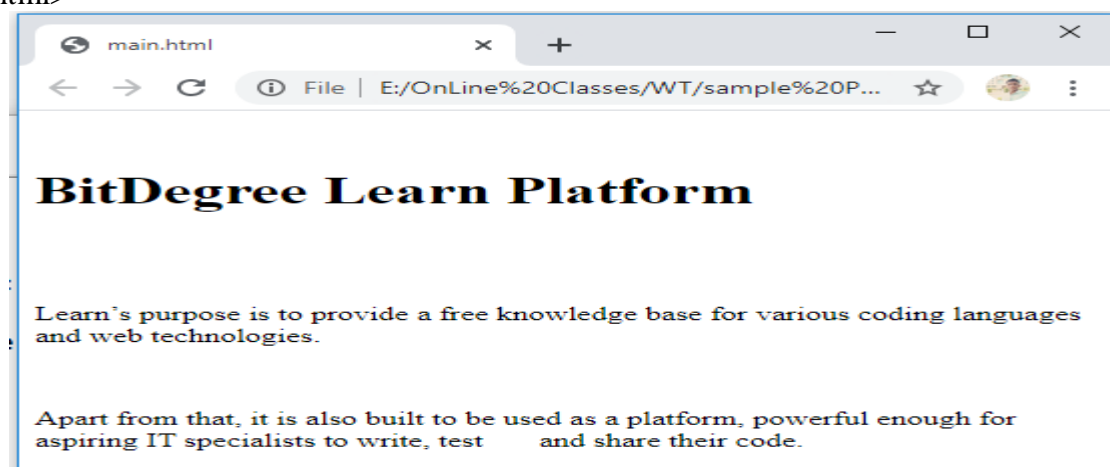 main.html
File | E:/OnLine%20Classes/WT/sample%20P...
BitDegree Learn Platform
Learn's purpose is to provide a free knowledge base for various coding languages
and web technologies.
Apart from that, it is also built to be used as a platform, powerful enough for
aspiring IT specialists to write, test and share their code.